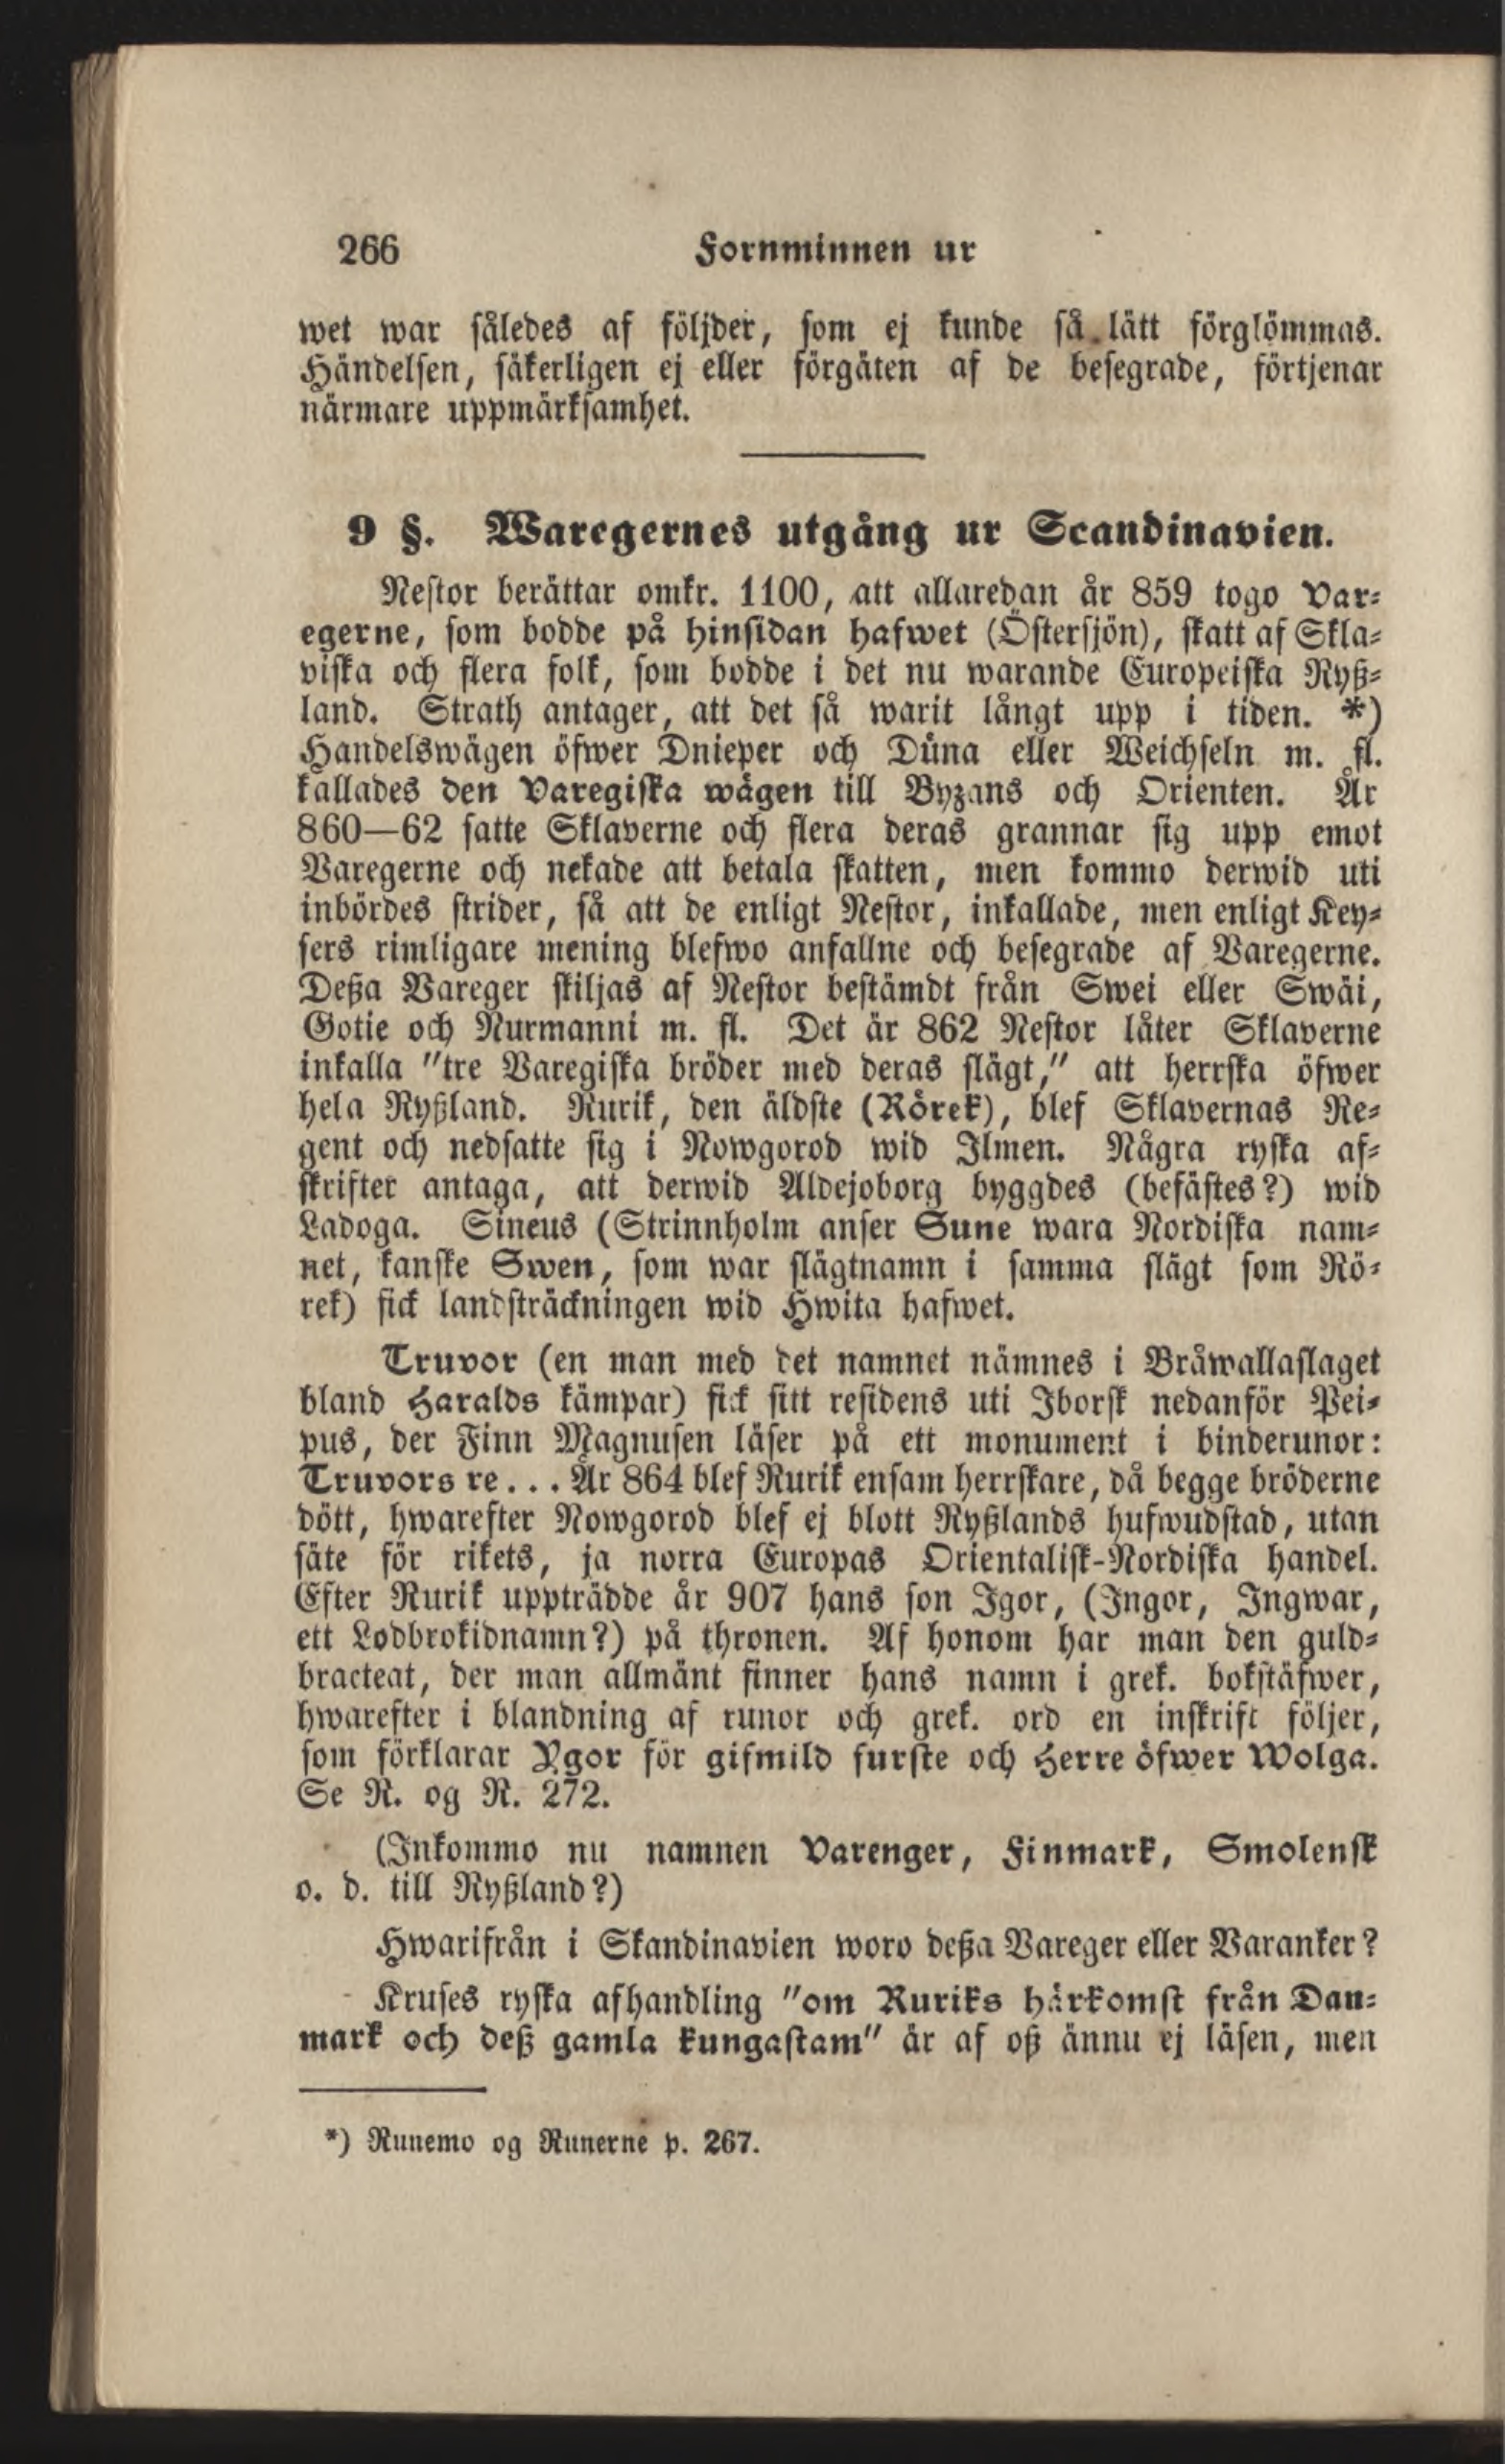 266 Fornminnen ur
wet war således af följder, som ej kunde så lätt förglömmas.
Händelsen, säkerligen ej eller förgäten af de besegrade, förtjenar
närmare uppmärksamhet.
9 §. Waregernes utgång ur Scandinavien.
Nestor berättar omkr. 1100, att allaredan år 859 togo Var-
egerne, som bodde på hinsidan hafwet (Östersjön), skatt af Skla-
viska och flera folk, som bodde i det nu warande Europeiska Ryß-
land. Strath antager, att det så warit långt upp i tiden. *)
Handelswägen öfwer Dnieper och Düna eller Weichseln m. fl.
kallades den Varegiska wägen till Byzans och Orienten. År
860—62 satte Sklaverne och flera deras grannar sig upp emot
Varegerne och nekade att betala skatten, men kommo derwid uti
inbördes strider, så att de enligt Nestor, inkallade, men enligt Key-
sers rimligare mening blefwo anfallne och besegrade af Varegerne.
Deßa Vareger skiljas af Nestor bestämdt från Swei eller Swäi,
Gotie och Nurmanni m. fl. Det är 862 Nestor låter Sklaverne
inkalla "tre Varegiska bröder med deras slägt," att herrska öfwer
hela Ryßland. Rurik, den äldste (Rörek), blef Sklavernas Re-
gent och nedsatte sig i Nowgorod wid Ilmen. Några ryska af-
skrifter antaga, att derwid Aldejoborg byggdes (befästes?) wid
Ladoga. Sineus (Strinnholm anser Sune wara Nordiska nam-
net, kanske Swen, som war slägtnamn i samma slägt som Rö-
rek) fick landsträckningen wid Hwita hafwet.
Truvor (en man med det namnet nämnes i Bråwallaslaget
bland Haralds kämpar) fick sitt residens uti Iborsk nedanför Pei-
pus, der Finn Magnusen läser på ett monument i binderunor:
Truvors re... År 864 blef Rurik ensam herrskare, då begge bröderne
dött, hwarefter Nowgorod blef ej blott Ryßlands hufwudstad, utan
säte för rikets, ja norra Europas Orientalisk-Nordiska handel.
Efter Rurik uppträdde år 907 hans son Igor, (Ingor, Ingwar,
ett Lodbrokidnamn?) på thronen. Af honom har man den guld-
bracteat, der man allmänt finner hans namn i grek. bokstäfwer,
hwarefter i blandning af runor och grek. ord en inskrift följer,
som förklarar Ygor för gifmild furste och Herre öfwer Wolga.
Se R. og R. 272.
(Inkommo nu namnen Varenger, Finmark, Smolensk
o. d. till Ryßland?)
Hwarifrån i Skandinavien woro deßa Vareger eller Varanker?
Kruses ryska afhandling "om Ruriks härkomst från Dan-
mark och deß gamla kungastam" är af oß ännu ej läsen, men
*) Runemo og Runerne p. 267.